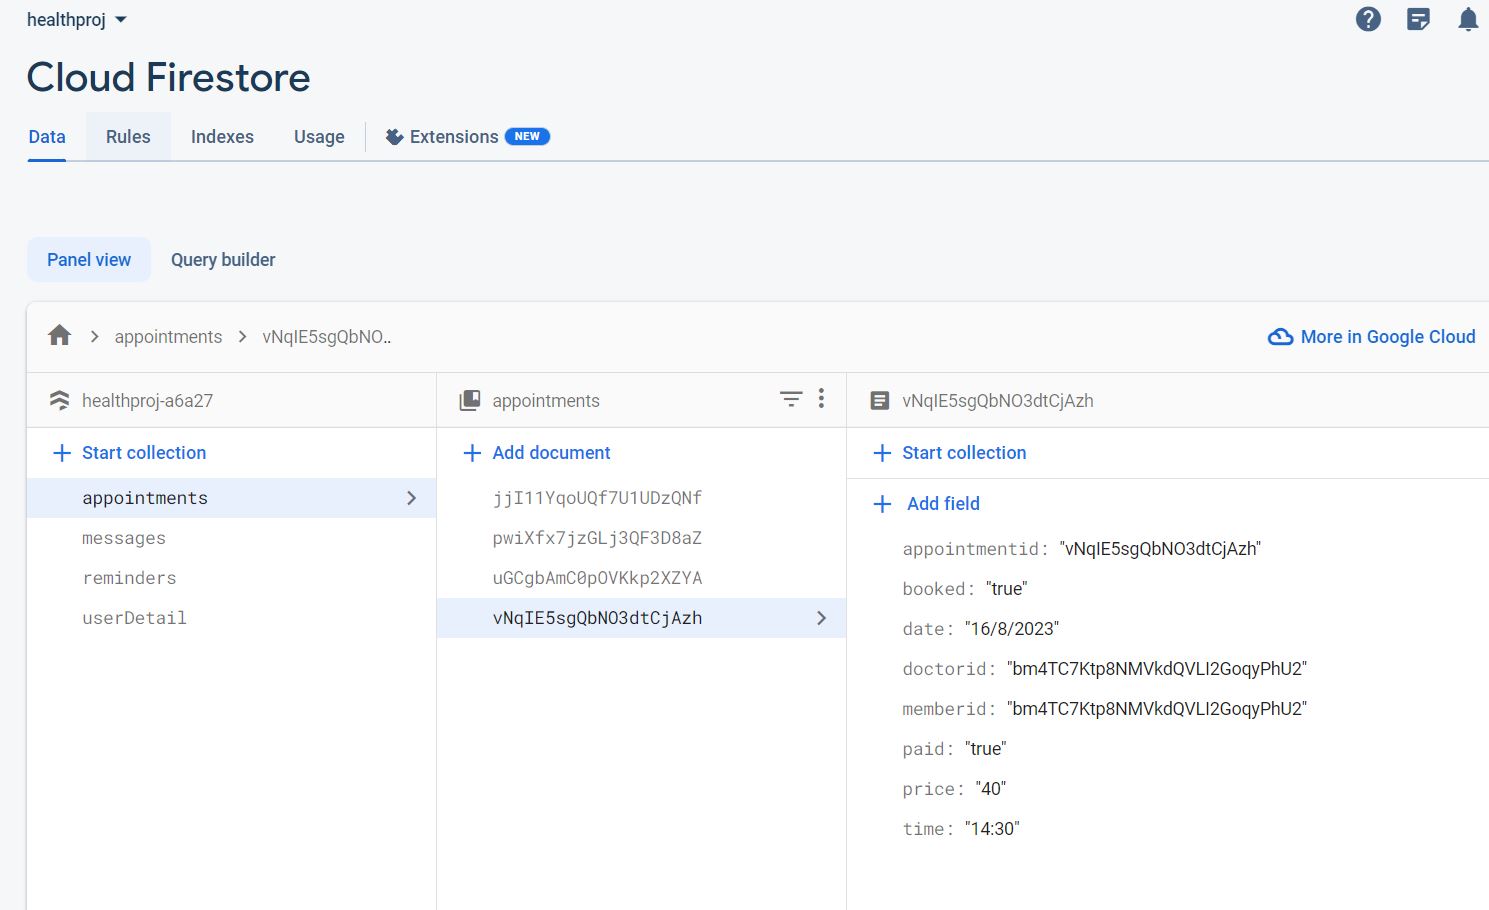 healthproj
Cloud Firestore
Data Rules Indexes Usage Extensions NEW
Panel view Query builder
appointments vNqIE5sgQbNO..
More in Google Cloud
healthproj-a6a27
Start collection
appointments
messages
reminders
userDetail
appointments
Add document
jjI11YqoUQf7U1UDzQNf
pwiXfx7jzGLj3QF3D8aZ
uGCgbAmC0pOVKkp2XZYA
vNqIE5sgQbNO3dtCjAzh
vNqIE5sgQbNO3dtCjAzh
Start collection
Add field
appointmentid: "vNqIE5sgQbNO3dtCjAzh"
booked: "true"
date: "16/8/2023"
doctorid: "bm4TC7Ktp8NMVkdQVLI2GoqyPhU2"
memberid: "bm4TC7Ktp8NMVkdQVLI2GoqyPhU2"
paid: "true"
price: "40"
time: "14:30"